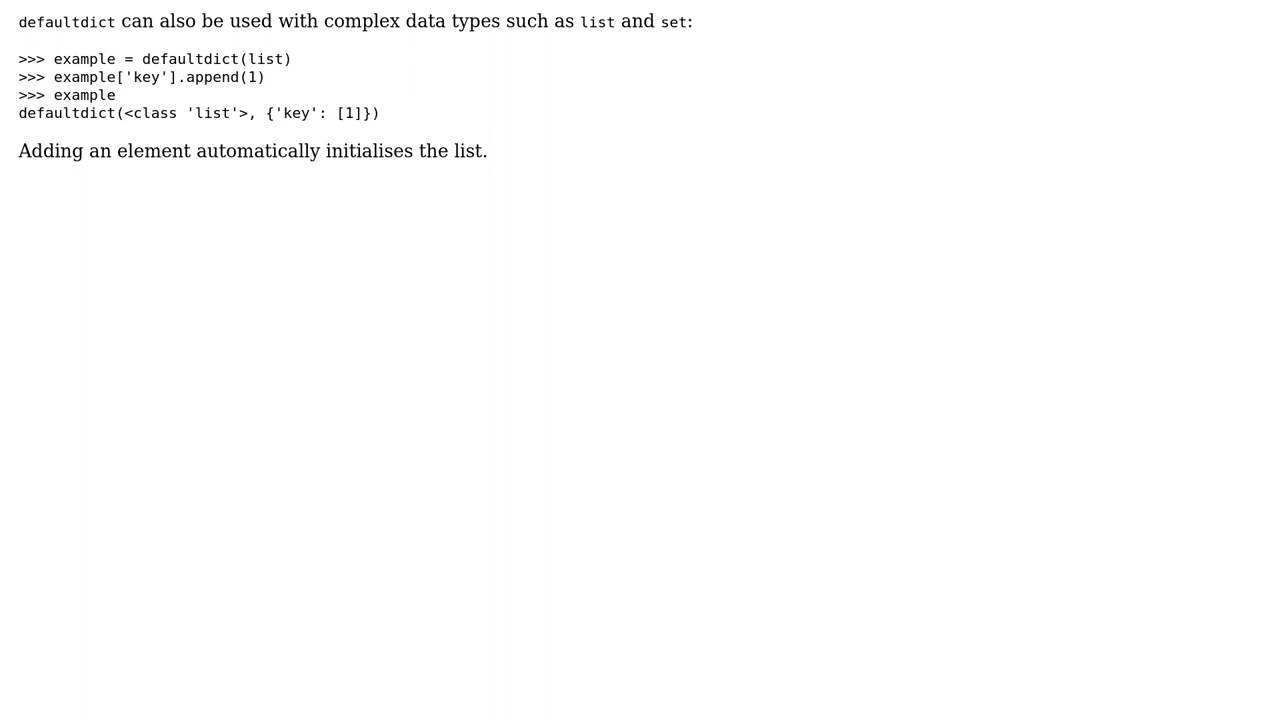 defaultdict can also be used with complex data types such as list and set:
>>> example = defaultdict(list)
>>> example['key'].append(1)
>>> example
defaultdict(<class 'list'>, {'key': [1]})
Adding an element automatically initialises the list.